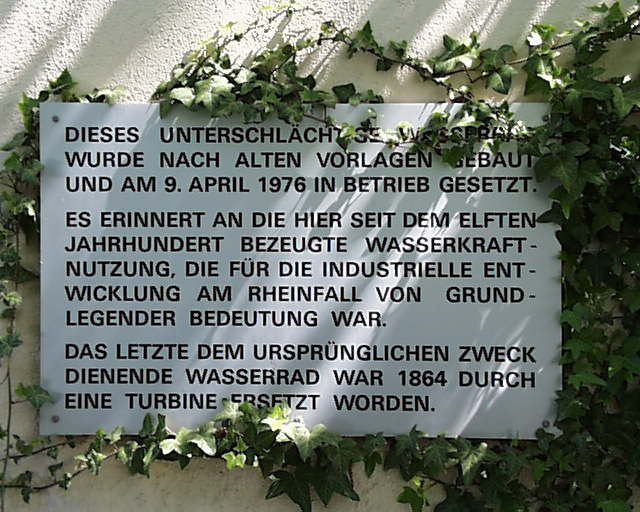 DIESES UNTERSCHLÄCHTIGE WASSERRAD
WURDE NACH ALTEN VORLAGEN GEBAUT
UND AM 9. APRIL 1976 IN BETRIEB GESETZT.
ES ERINNERT AN DIE HIER SEIT DEM ELFTEN
JAHRHUNDERT BEZEUGTE WASSERKRAFT-
NUTZUNG, DIE FÜR DIE INDUSTRIELLE ENT-
WICKLUNG AM RHEINFALL VON GRUND-
LEGENDER BEDEUTUNG WAR.
DAS LETZTE DEM URSPRÜNGLICHEN ZWECK
DIENENDE WASSERRAD WAR 1864 DURCH
EINE TURBINE ERSETZT WORDEN.